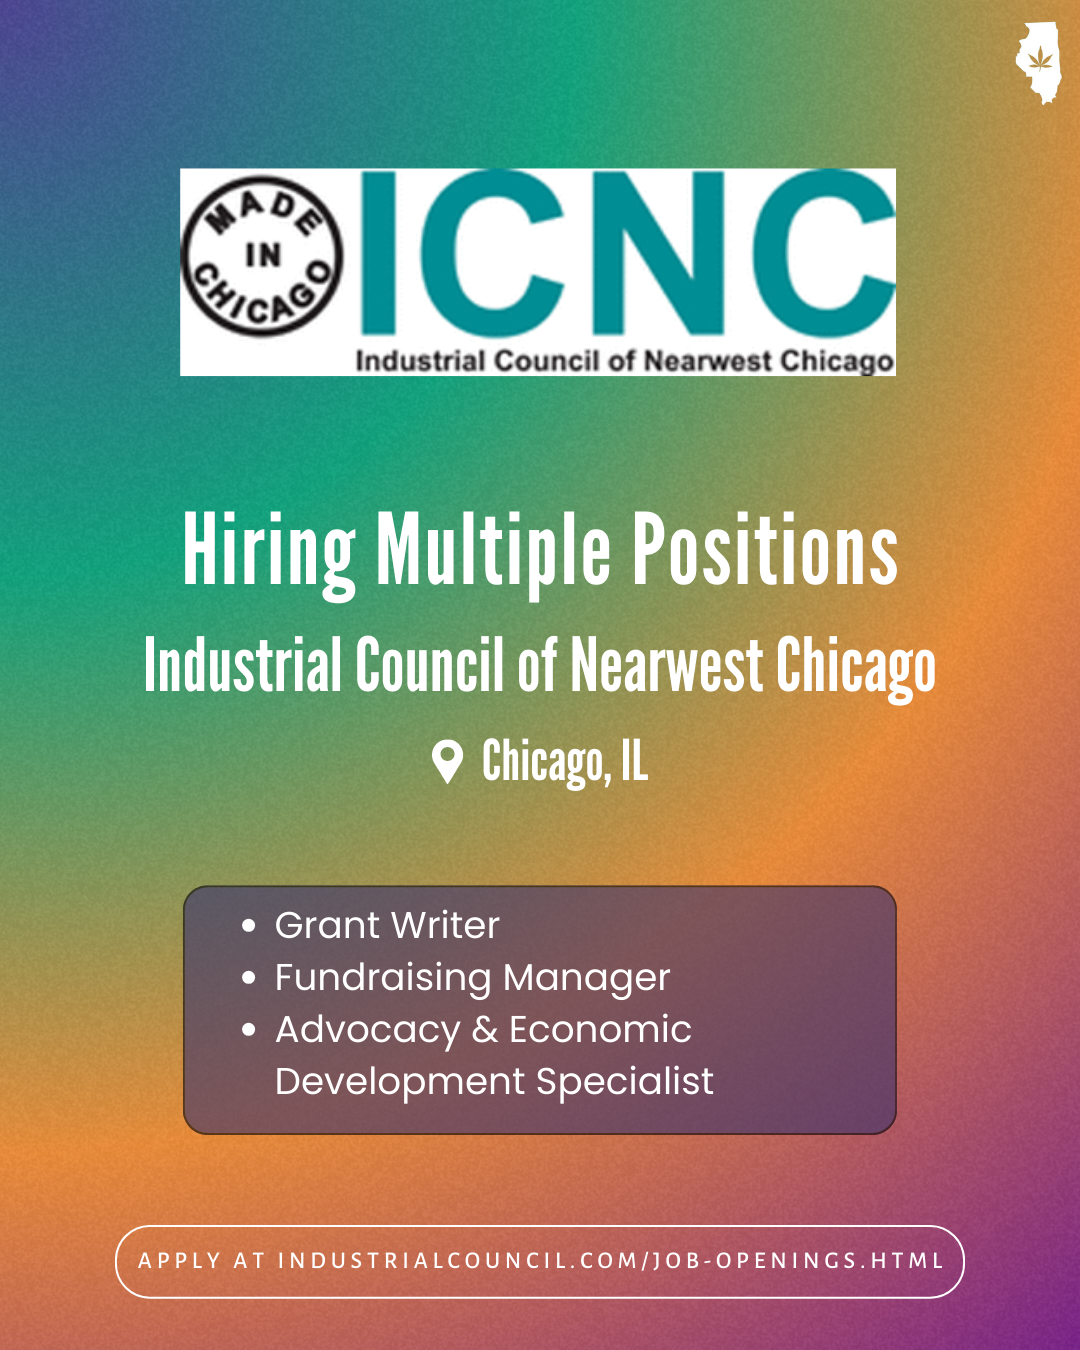 MADE
IN
CHICAGO
ICNC
Industrial Council of Nearwest Chicago
Hiring Multiple Positions
Industrial Council of Nearwest Chicago
Chicago, IL
• Grant Writer
• Fundraising Manager
• Advocacy & Economic
Development Specialist
APPLY AT INDUSTRIALCOUNCIL.COM/JOB-OPENINGS.HTML